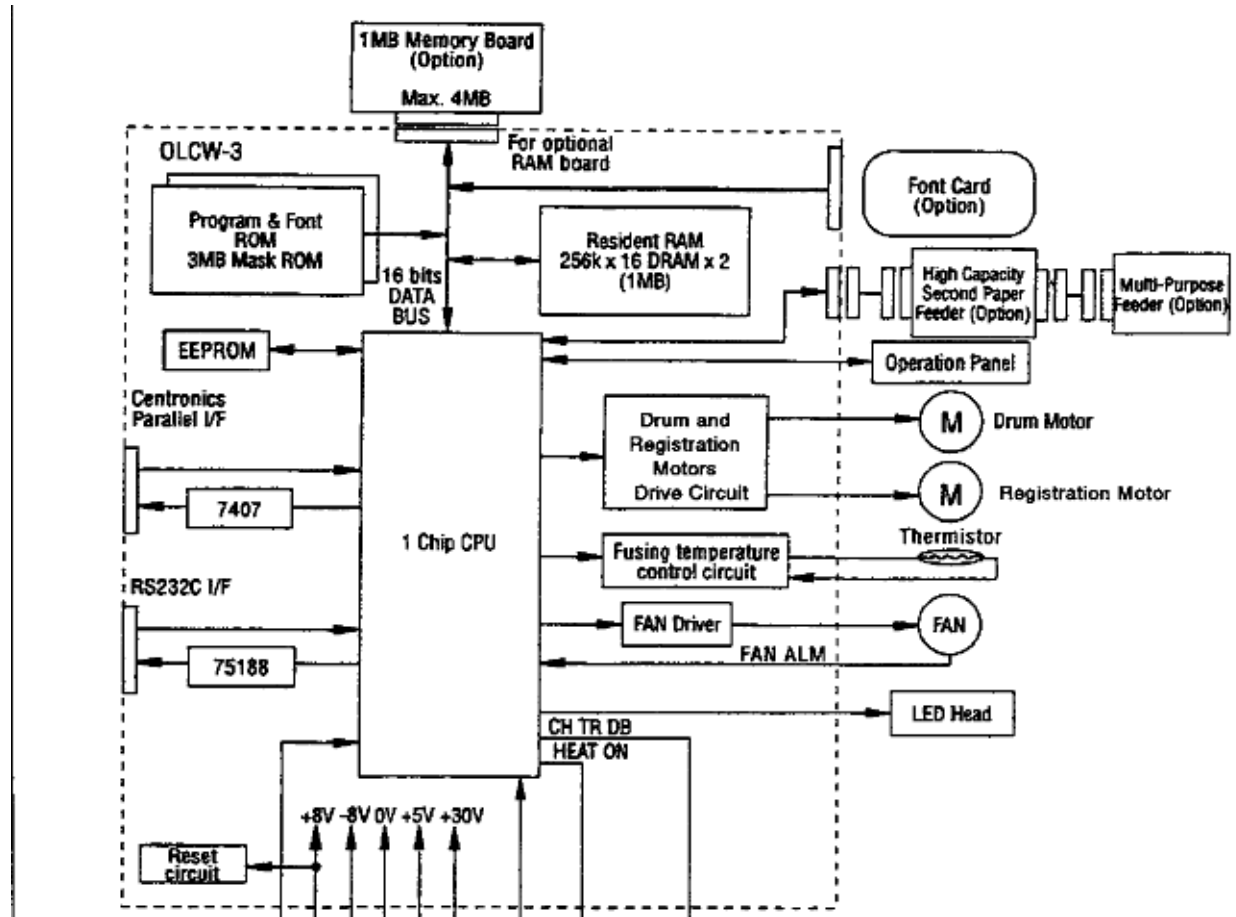 1MB Memory Board
(Option)
Max. 4MB
OLCW-3
For optional
RAM board
Font Card
(Option)
Program & Font
ROM
3MB Mask ROM
Resident RAM
256k x 16 DRAM x 2
(1MB)
16 bits
DATA
BUS
High Capacity
Second Paper
Feeder (Option)
Multi-Purpose
Feeder (Option)
EEPROM
Operation Panel
Centronics
Parallel I/F
Drum and
Registration
Motors
Drive Circuit
M
Drum Motor
M
Registration Motor
7407
1 Chip CPU
Thermistor
Fusing temperature
control circuit
RS232C I/F
FAN Driver
FAN
FAN ALM
75188
LED Head
CH TR DB
HEAT ON
+8V -8V 0V +5V +30V
Reset
circuit